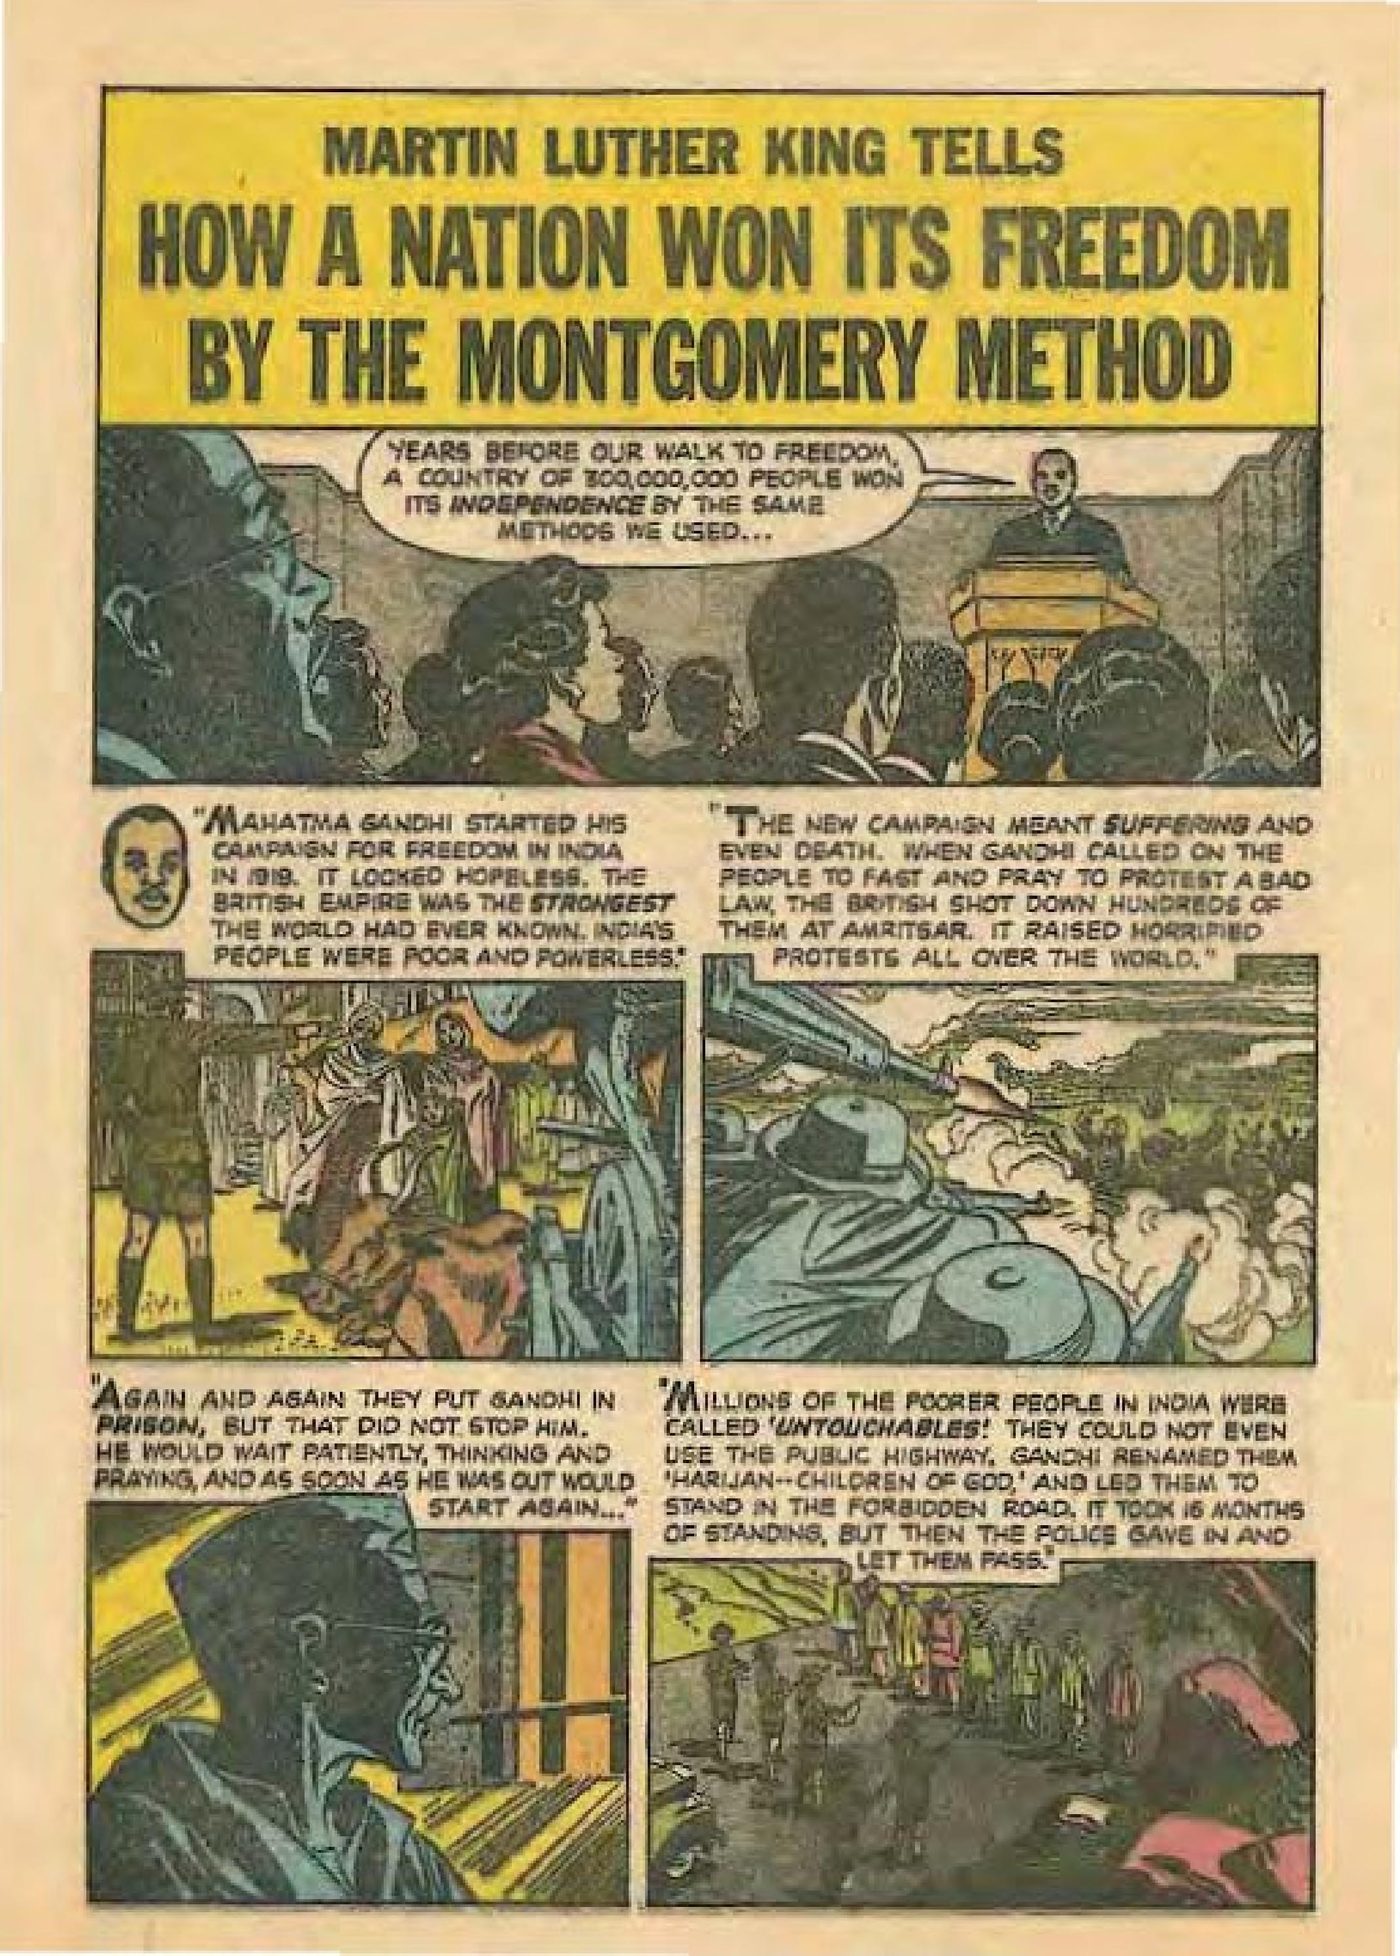 MARTIN LUTHER KING TELLS
HOW A NATION WON ITS FREEDOM
BY THE MONTGOMERY METHOD
YEARS BEFORE OUR WALK TO FREEDOM,
A COUNTRY OF 300,000,000 PEOPLE WON
ITS INDEPENDENCE BY THE SAME
METHODS WE USED...
"MAHATMA GANDHI STARTED HIS
CAMPAIGN FOR FREEDOM IN INDIA
IN 1919. IT LOOKED HOPELESS. THE
BRITISH EMPIRE WAS THE STRONGEST
THE WORLD HAD EVER KNOWN. INDIA'S
PEOPLE WERE POOR AND POWERLESS."
"THE NEW CAMPAIGN MEANT SUFFERING AND
EVEN DEATH. WHEN GANDHI CALLED ON THE
PEOPLE TO FAST AND PRAY TO PROTEST A BAD
LAW, THE BRITISH SHOT DOWN HUNDREDS OF
THEM AT AMRITSAR. IT RAISED HORRIFIED
PROTESTS ALL OVER THE WORLD."
"AGAIN AND AGAIN THEY PUT GANDHI IN
PRISON, BUT THAT DID NOT STOP HIM.
HE WOULD WAIT PATIENTLY, THINKING AND
PRAYING, AND AS SOON AS HE WAS OUT WOULD
START AGAIN..."
"MILLIONS OF THE POORER PEOPLE IN INDIA WERE
CALLED 'UNTOUCHABLES!' THEY COULD NOT EVEN
USE THE PUBLIC HIGHWAY. GANDHI RENAMED THEM
'HARIJAN--CHILDREN OF GOD,' AND LED THEM TO
STAND IN THE FORBIDDEN ROAD. IT TOOK 16 MONTHS
OF STANDING, BUT THEN THE POLICE GAVE IN AND
LET THEM PASS."